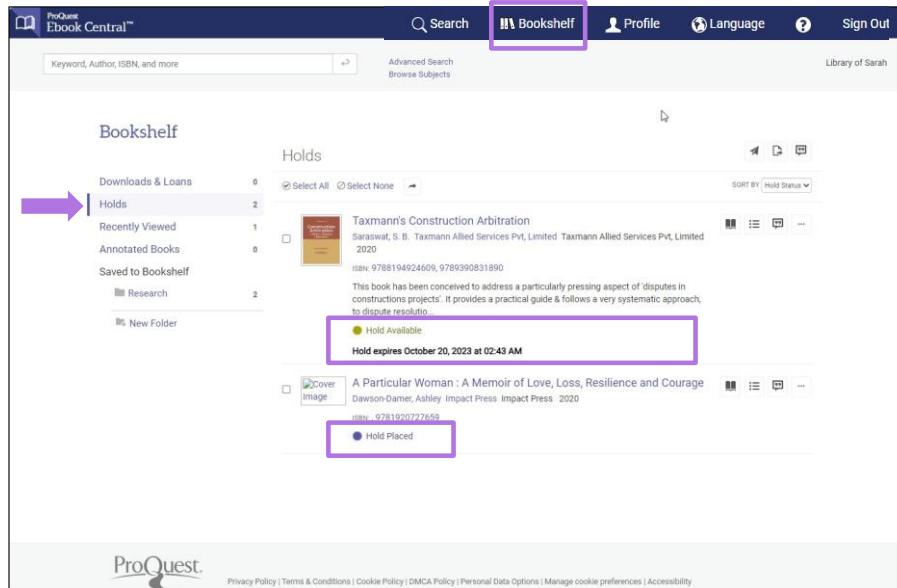 ProQuest
Ebook Central™
Search
Bookshelf
Profile
Language
?
Sign Out
Keyword, Author, ISBN, and more
Advanced Search
Browse Subjects
Library of Sarah
Bookshelf
Downloads & Loans 0
Holds 2
Recently Viewed 1
Annotated Books 0
Saved to Bookshelf
Research 2
New Folder
Holds
Select All Select None
SORT BY Hold Status
Taxmann's Construction Arbitration
Saraswat, S. B. Taxmann Allied Services Pvt, Limited Taxmann Allied Services Pvt, Limited
2020
ISBN: 9788194924609, 9789390831890
This book has been conceived to address a particularly pressing aspect of 'disputes in
constructions projects'. It provides a practical guide & follows a very systematic approach,
to dispute resolutio...
Hold Available
Hold expires October 20, 2023 at 02:43 AM
Cover
Image
A Particular Woman : A Memoir of Love, Loss, Resilience and Courage
Dawson-Damer, Ashley Impact Press Impact Press 2020
ISBN: , 9781920727659
Hold Placed
ProQuest.
Privacy Policy | Terms & Conditions | Cookie Policy | DMCA Policy | Personal Data Options | Manage cookie preferences | Accessibility